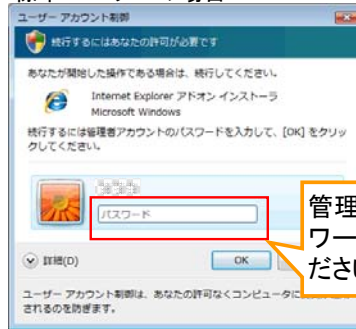 ユーザー アカウント制御
続行するにはあなたの許可が必要です
あなたが開始した操作である場合は、続行してください。
Internet Explorer アドオン インストーラ
Microsoft Windows
続行するには管理者アカウントのパスワードを入力して、[OK] をクリッ
クしてください。
パスワード
管理
ワー
ださい
詳細(D)
OK
ユーザー アカウント制御は、あなたの許可なくコンピュータに
されるのを防ぎます。